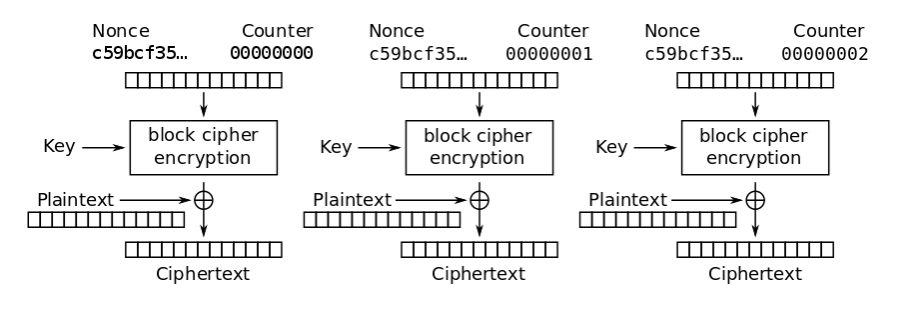 Nonce Counter
c59bcf35… 00000000
Key
block cipher
encryption
Plaintext
Ciphertext
Nonce Counter
c59bcf35… 00000001
Key
block cipher
encryption
Plaintext
Ciphertext
Nonce Counter
c59bcf35… 00000002
Key
block cipher
encryption
Plaintext
Ciphertext